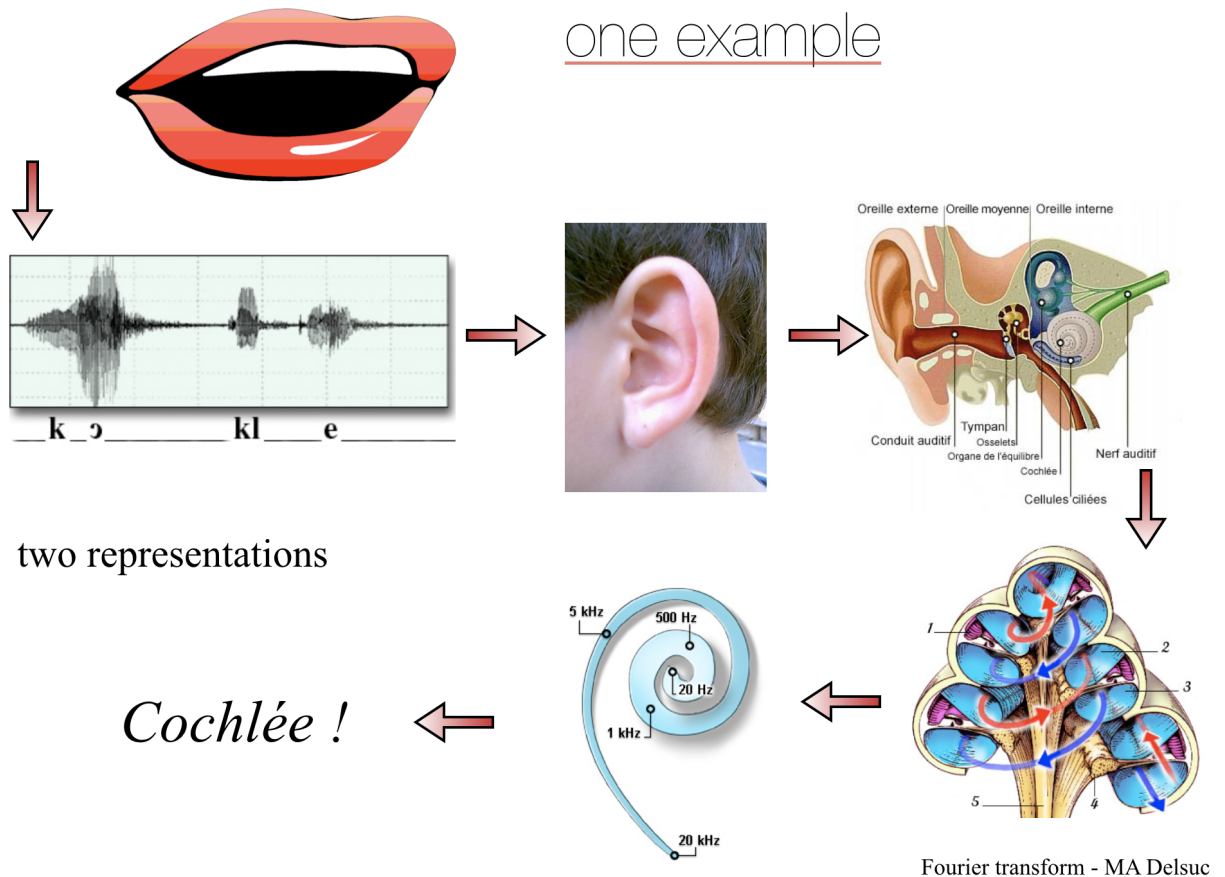 one example
Oreille externe Oreille moyenne Oreille interne
Conduit auditif
Tympan
Osselets
Organe de l'équilibre
Cochlée
Cellules ciliées
Nerf auditif
__k_ɔ________kl____e________
two representations
5 kHz
500 Hz
20 Hz
1 kHz
20 kHz
1
2
3
4
5
Cochlée !
Fourier transform - MA Delsuc